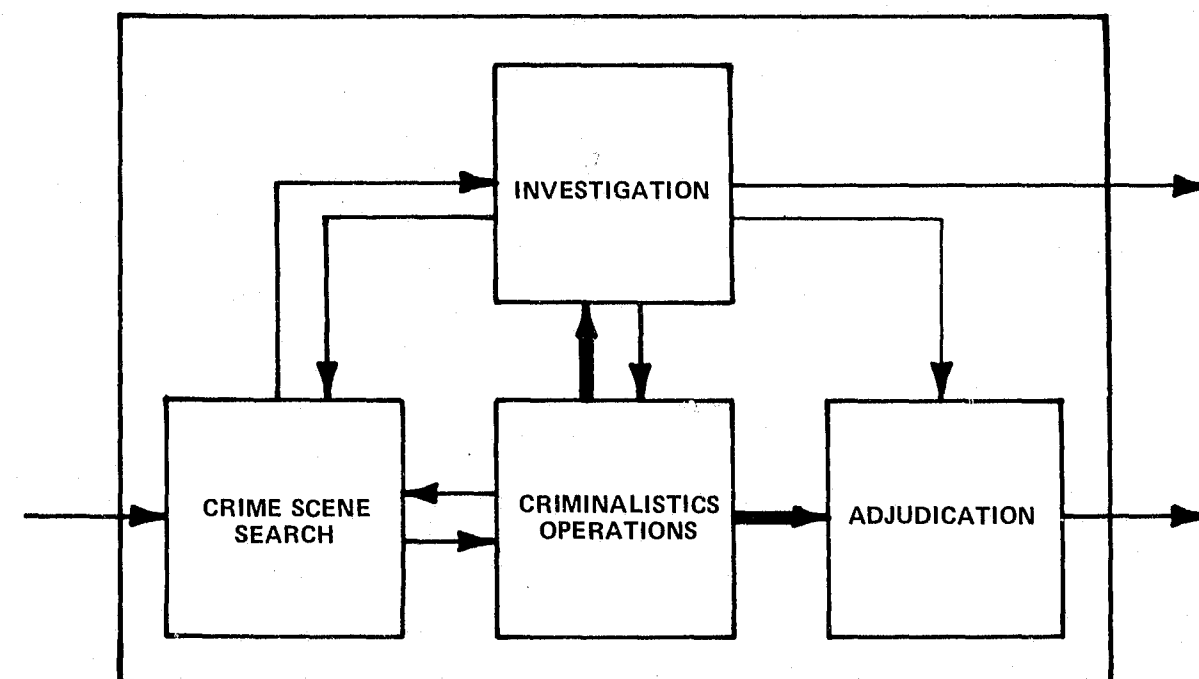 INVESTIGATION
CRIME SCENE
SEARCH
CRIMINALISTICS
OPERATIONS
ADJUDICATION